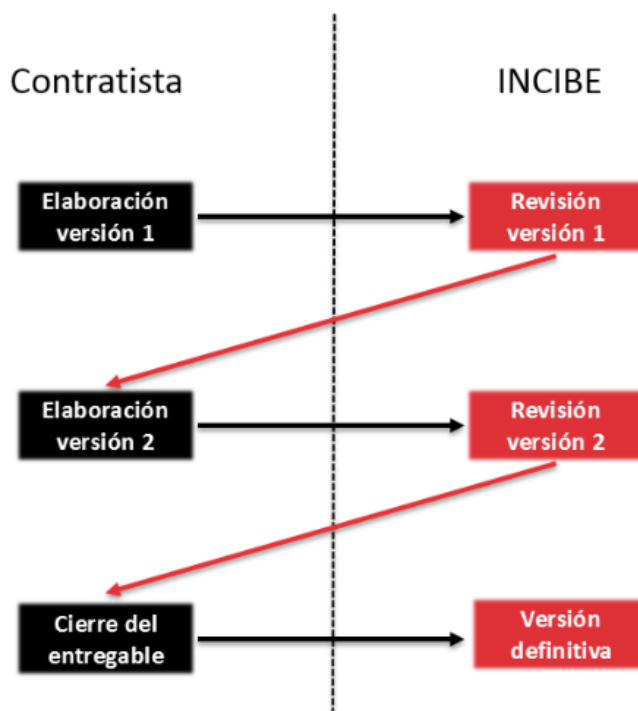 Contratista
INCIBE
Elaboración
versión 1
Revisión
versión 1
Elaboración
versión 2
Revisión
versión 2
Cierre del
entregable
Versión
definitiva